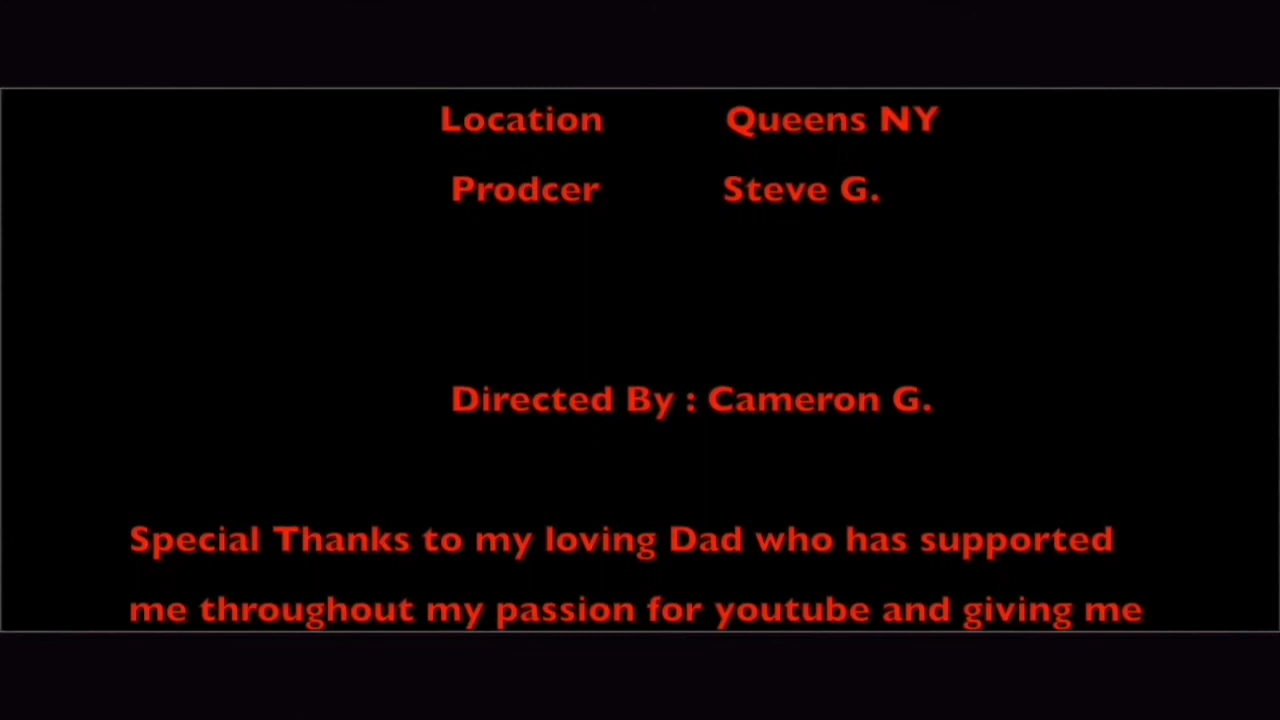 Location Queens NY
Prodcer Steve G.
Directed By : Cameron G.
Special Thanks to my loving Dad who has supported
me throughout my passion for youtube and giving me